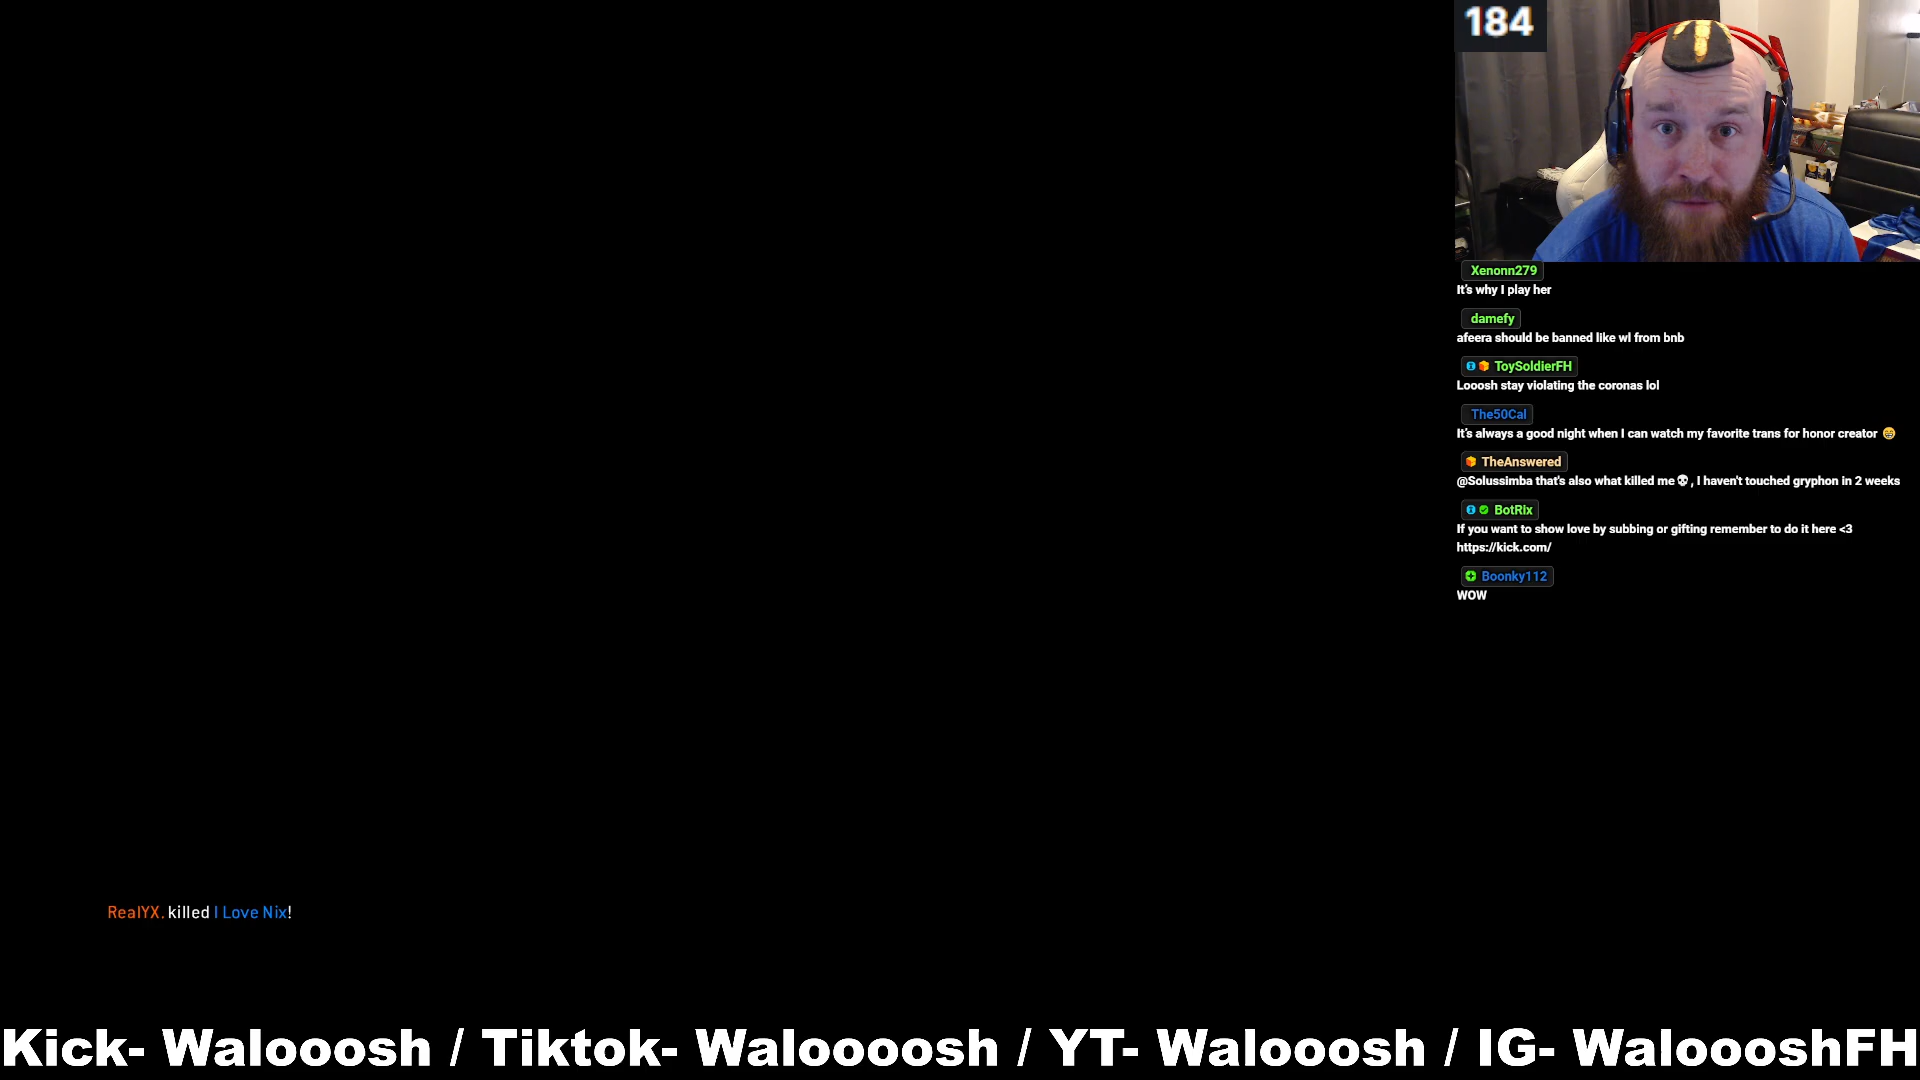 184
Xenonn279
It's why I play her
damefy
afeera should be banned like wl from bnb
ToySoldierFH
Looosh stay violating the coronas lol
The50Cal
It's always a good night when I can watch my favorite trans for honor creator 😄
TheAnswered
@Solussimba that's also what killed me💀, I haven't touched gryphon in 2 weeks
BotRix
If you want to show love by subbing or gifting remember to do it here <3
https://kick.com/
Boonky112
WOW
RealYX. killed I Love Nix!
Kick- Walooosh / Tiktok- Waloooosh / YT- Walooosh / IG- WaloooshFH